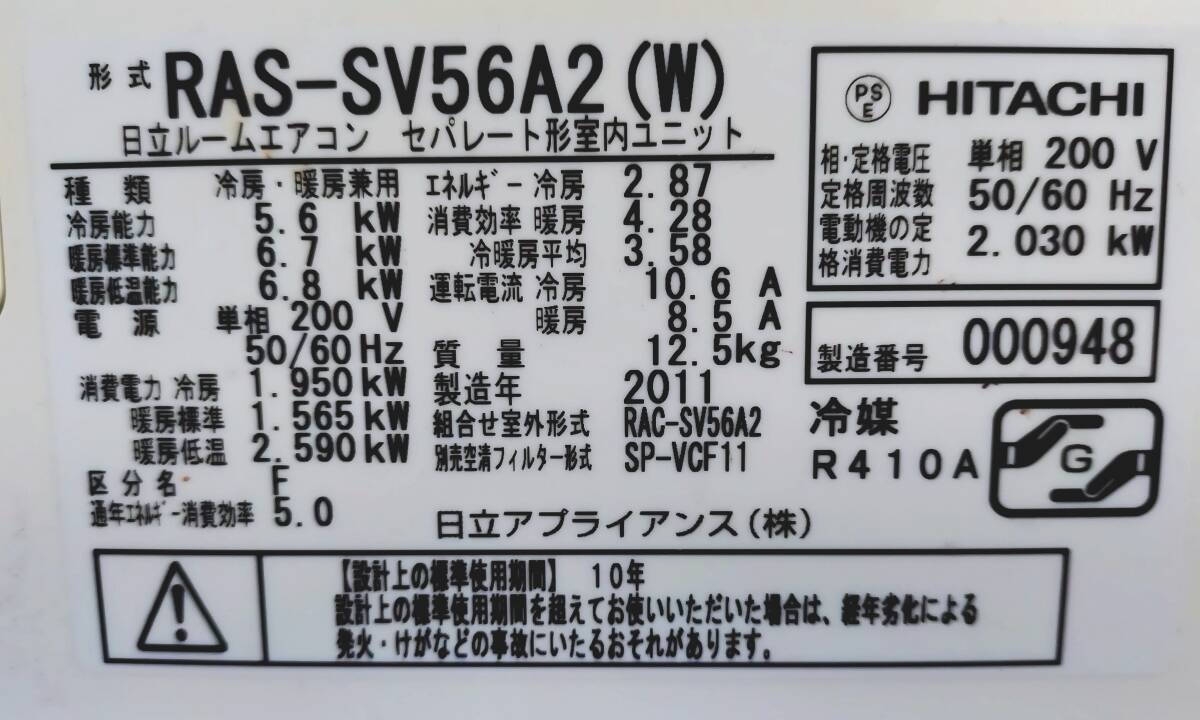 形式 RAS-SV56A2(W)
日立ルームエアコン セパレート形室内ユニット
種類 冷房・暖房兼用
冷房能力 5.6 kW
暖房標準能力 6.7 kW
暖房低温能力 6.8 kW
電源 単相 200 V
50/60 Hz
消費電力 冷房 1.950 kW
暖房標準 1.565 kW
暖房低温 2.590 kW
区分名 F
通年エネルギー消費効率 5.0
エネルギー 冷房 2.87
消費効率 暖房 4.28
冷暖房平均 3.58
運転電流 冷房 10.6 A
暖房 8.5 A
質量 12.5kg
製造年 2011
組合せ室外形式 RAC-SV56A2
別売空清フィルター形式 SP-VCF11
日立アプライアンス(株)
PS
E
HITACHI
相・定格電圧 単相 200 V
定格周波数 50/60 Hz
電動機の定
格消費電力 2.030 kW
製造番号 000948
冷媒
R410A
G
【設計上の標準使用期間】 10年
設計上の標準使用期間を超えてお使いいただいた場合は、経年劣化による
発火・けがなどの事故にいたるおそれがあります。